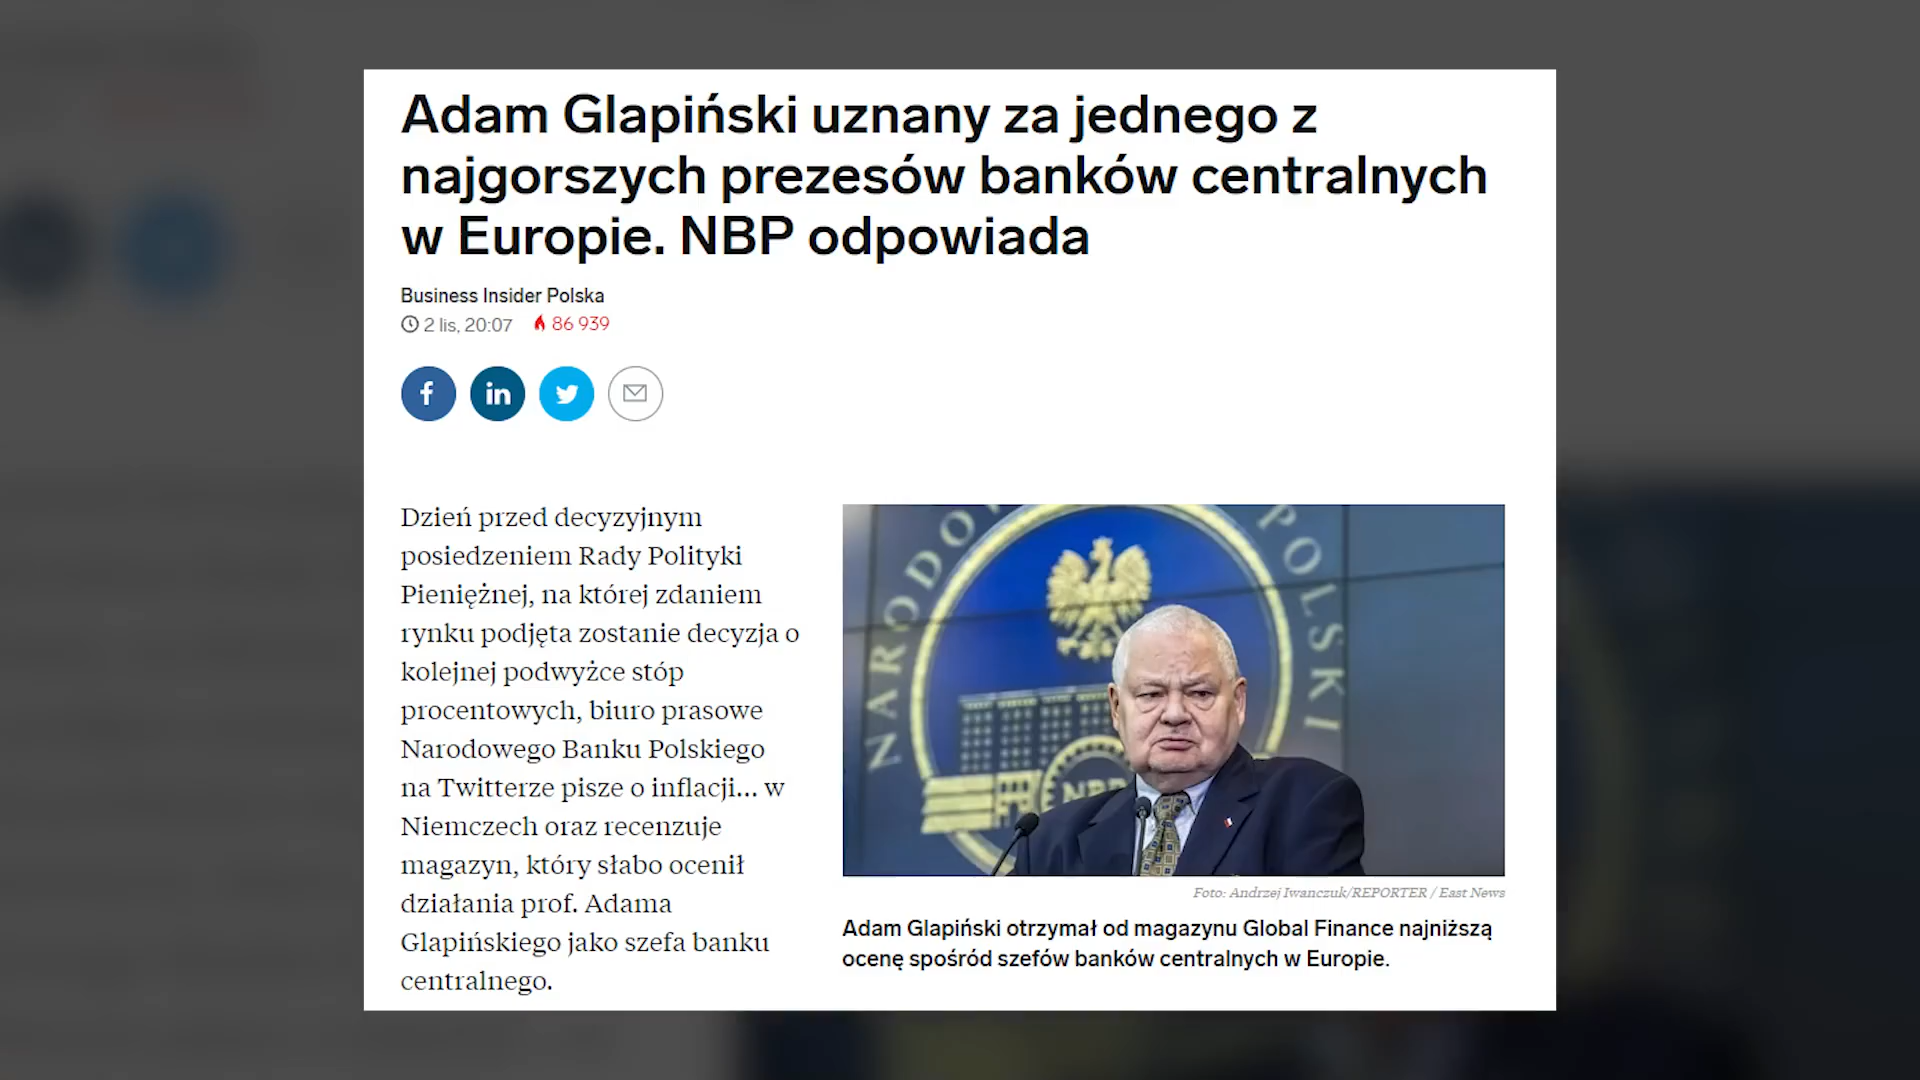 Adam Glapiński uznany za jednego z
najgorszych prezesów banków centralnych
w Europie. NBP odpowiada
Business Insider Polska
2 lis, 20:07 86 939
f
in
Dzień przed decyzyjnym
posiedzeniem Rady Polityki
Pieniężnej, na której zdaniem
rynku podjęta zostanie decyzja o
kolejnej podwyżce stóp
procentowych, biuro prasowe
Narodowego Banku Polskiego
na Twitterze pisze o inflacji... w
Niemczech oraz recenzuje
magazyn, który słabo ocenił
działania prof. Adama
Glapińskiego jako szefa banku
centralnego.
NARODO
POLSKI
NBP
Foto: Andrzej Iwanczuk/REPORTER / East News
Adam Glapiński otrzymał od magazynu Global Finance najniższą
ocenę spośród szefów banków centralnych w Europie.